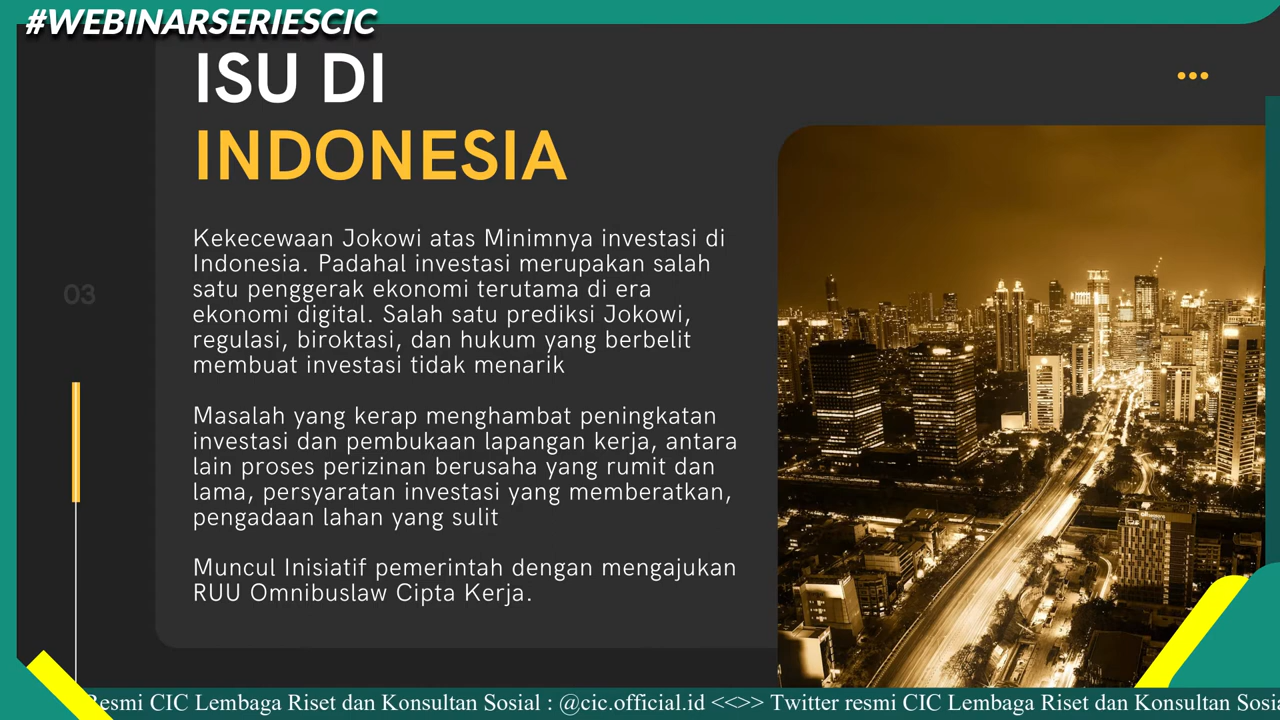 #WEBINARSERIESCIC
ISU DI
INDONESIA
03
Kekecewaan Jokowi atas Minimnya investasi di
Indonesia. Padahal investasi merupakan salah
satu penggerak ekonomi terutama di era
ekonomi digital. Salah satu prediksi Jokowi,
regulasi, biroktasi, dan hukum yang berbelit
membuat investasi tidak menarik
Masalah yang kerap menghambat peningkatan
investasi dan pembukaan lapangan kerja, antara
lain proses perizinan berusaha yang rumit dan
lama, persyaratan investasi yang memberatkan,
pengadaan lahan yang sulit
Muncul Inisiatif pemerintah dengan mengajukan
RUU Omnibuslaw Cipta Kerja.
Resmi CIC Lembaga Riset dan Konsultan Sosial : @cic.official.id <<>> Twitter resmi CIC Lembaga Riset dan Konsultan